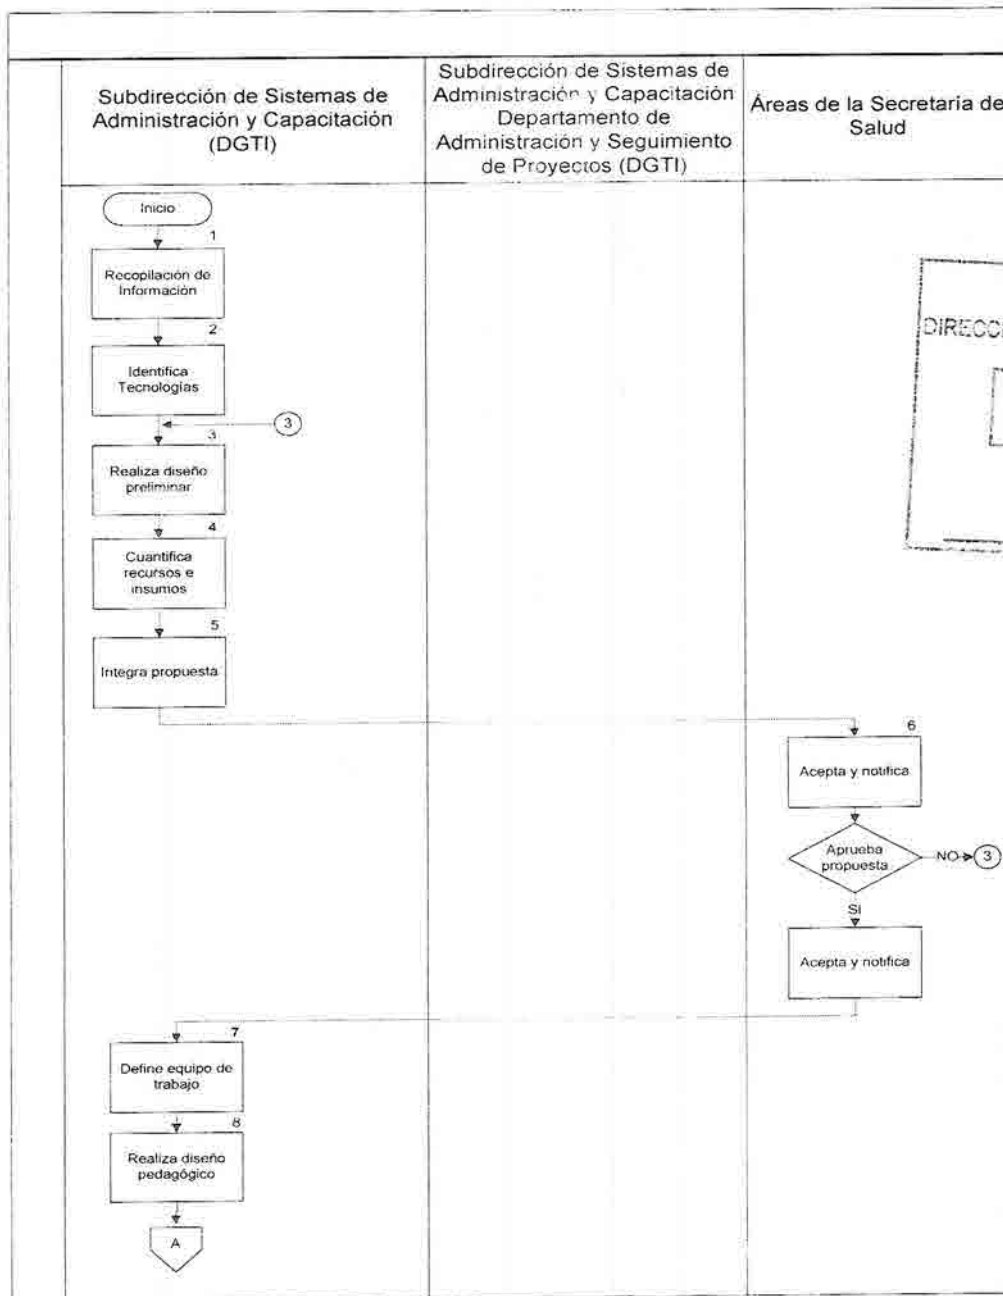 Subdirección de Sistemas de
Administración y Capacitación
(DGTI)
Subdirección de Sistemas de
Administración y Capacitación
Departamento de
Administración y Seguimiento
de Proyectos (DGTI)
Áreas de la Secretaria de
Salud
Inicio
1
Recopilación de
Información
2
Identifica
Tecnologías
3
3
Realiza diseño
preliminar
4
Cuantifica
recursos e
insumos
5
Integra propuesta
6
Acepta y notifica
Aprueba
propuesta
NO
3
SI
Acepta y notifica
7
Define equipo de
trabajo
8
Realiza diseño
pedagógico
A